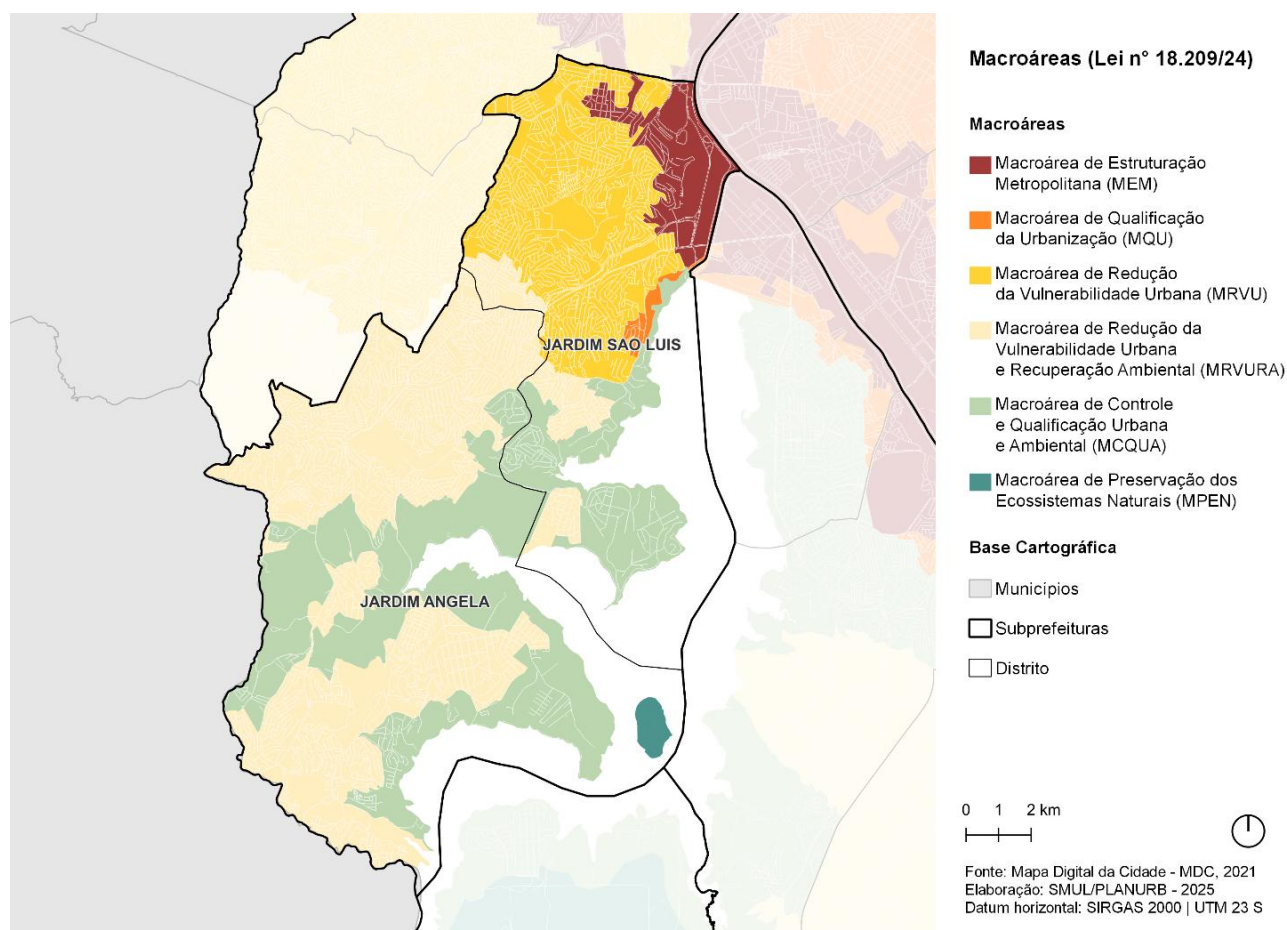 Macroáreas (Lei n° 18.209/24)
Macroáreas
Macroárea de Estruturação
Metropolitana (MEM)
Macroárea de Qualificação
da Urbanização (MQU)
Macroárea de Redução
da Vulnerabilidade Urbana (MRVU)
Macroárea de Redução da
Vulnerabilidade Urbana
e Recuperação Ambiental (MRVURA)
Macroárea de Controle
e Qualificação Urbana
e Ambiental (MCQUA)
Macroárea de Preservação dos
Ecossistemas Naturais (MPEN)
Base Cartográfica
Municípios
Subprefeituras
Distrito
JARDIM SAO LUIS
JARDIM ANGELA
0 1 2 km
Fonte: Mapa Digital da Cidade - MDC, 2021
Elaboração: SMUL/PLANURB - 2025
Datum horizontal: SIRGAS 2000 | UTM 23 S